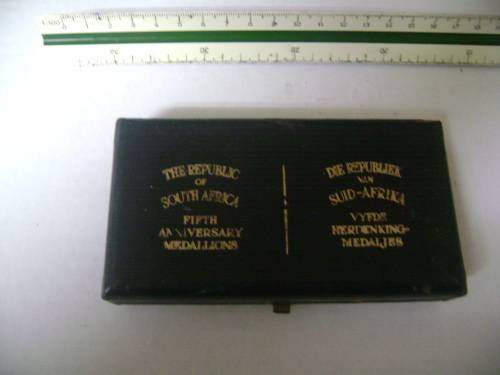 THE REPUBLIC
OF
SOUTH AFRICA
FIFTH
ANNIVERSARY
MEDALLIONS
DIE REPUBLIEK
VAN
SUID-AFRIKA
VYFDE
HERDENKING-
MEDALJES